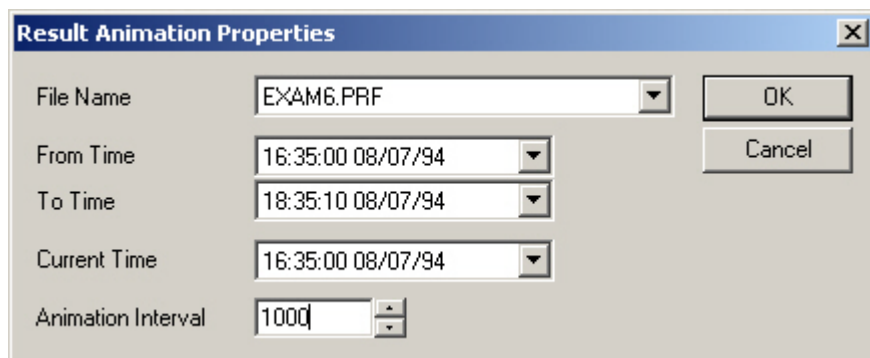 Result Animation Properties
File Name EXAM6.PRF OK
From Time 16:35:00 08/07/94 Cancel
To Time 18:35:10 08/07/94
Current Time 16:35:00 08/07/94
Animation Interval 1000